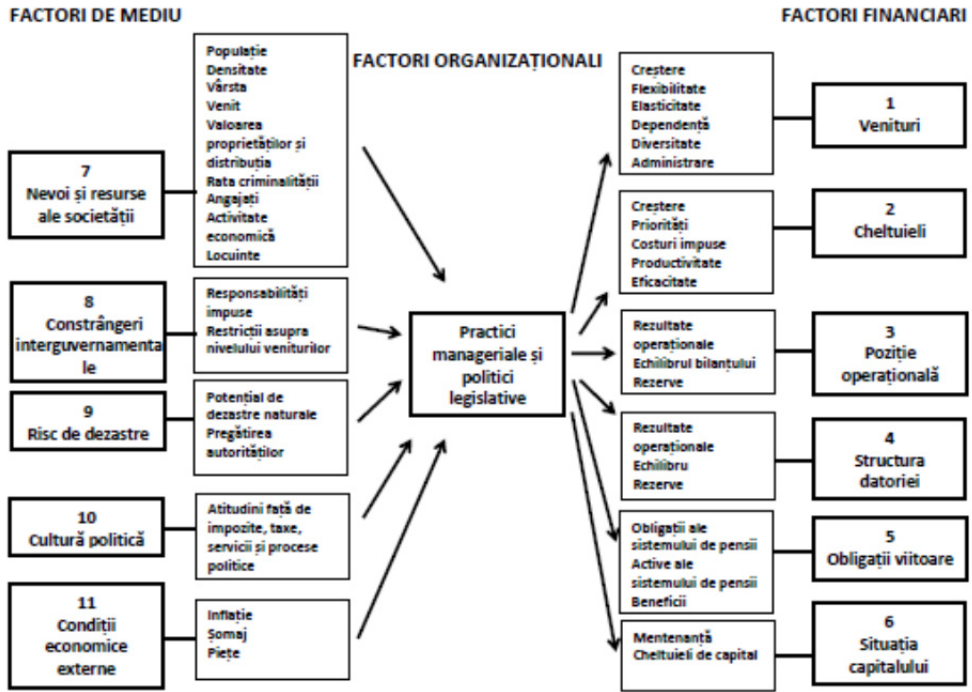 FACTORI DE MEDIU
FACTORI FINANCIARI
FACTORI ORGANIZAȚIONALI
7
Nevoi și resurse
ale societății
Populație
Densitate
Vârsta
Venit
Valoarea
proprietăților și
distribuția
Rata criminalității
Angajați
Activitate
economică
Locuințe
8
Constrângeri
interguvernamenta
le
Responsabilități
impuse
Restricții asupra
nivelului veniturilor
9
Risc de dezastre
Potențial de
dezastre naturale
Pregătirea
autorităților
10
Cultură politică
Atitudini față de
impozite, taxe,
servicii și procese
politice
11
Condiții
economice
externe
Inflație
Șomaj
Piețe
Practici
manageriale și
politici
legislative
Creștere
Flexibilitate
Elasticitate
Dependență
Diversitate
Administrare
1
Venituri
Creștere
Priorități
Costuri impuse
Productivitate
Eficacitate
2
Cheltuieli
Rezultate
operaționale
Echilibrul bilanțului
Rezerve
3
Poziție
operațională
Rezultate
operaționale
Echilibru
Rezerve
4
Structura
datoriei
Obligații ale
sistemului de pensii
Active ale
sistemului de pensii
Beneficii
5
Obligații viitoare
Mentenanță
Cheltuieli de capital
6
Situația
capitalului